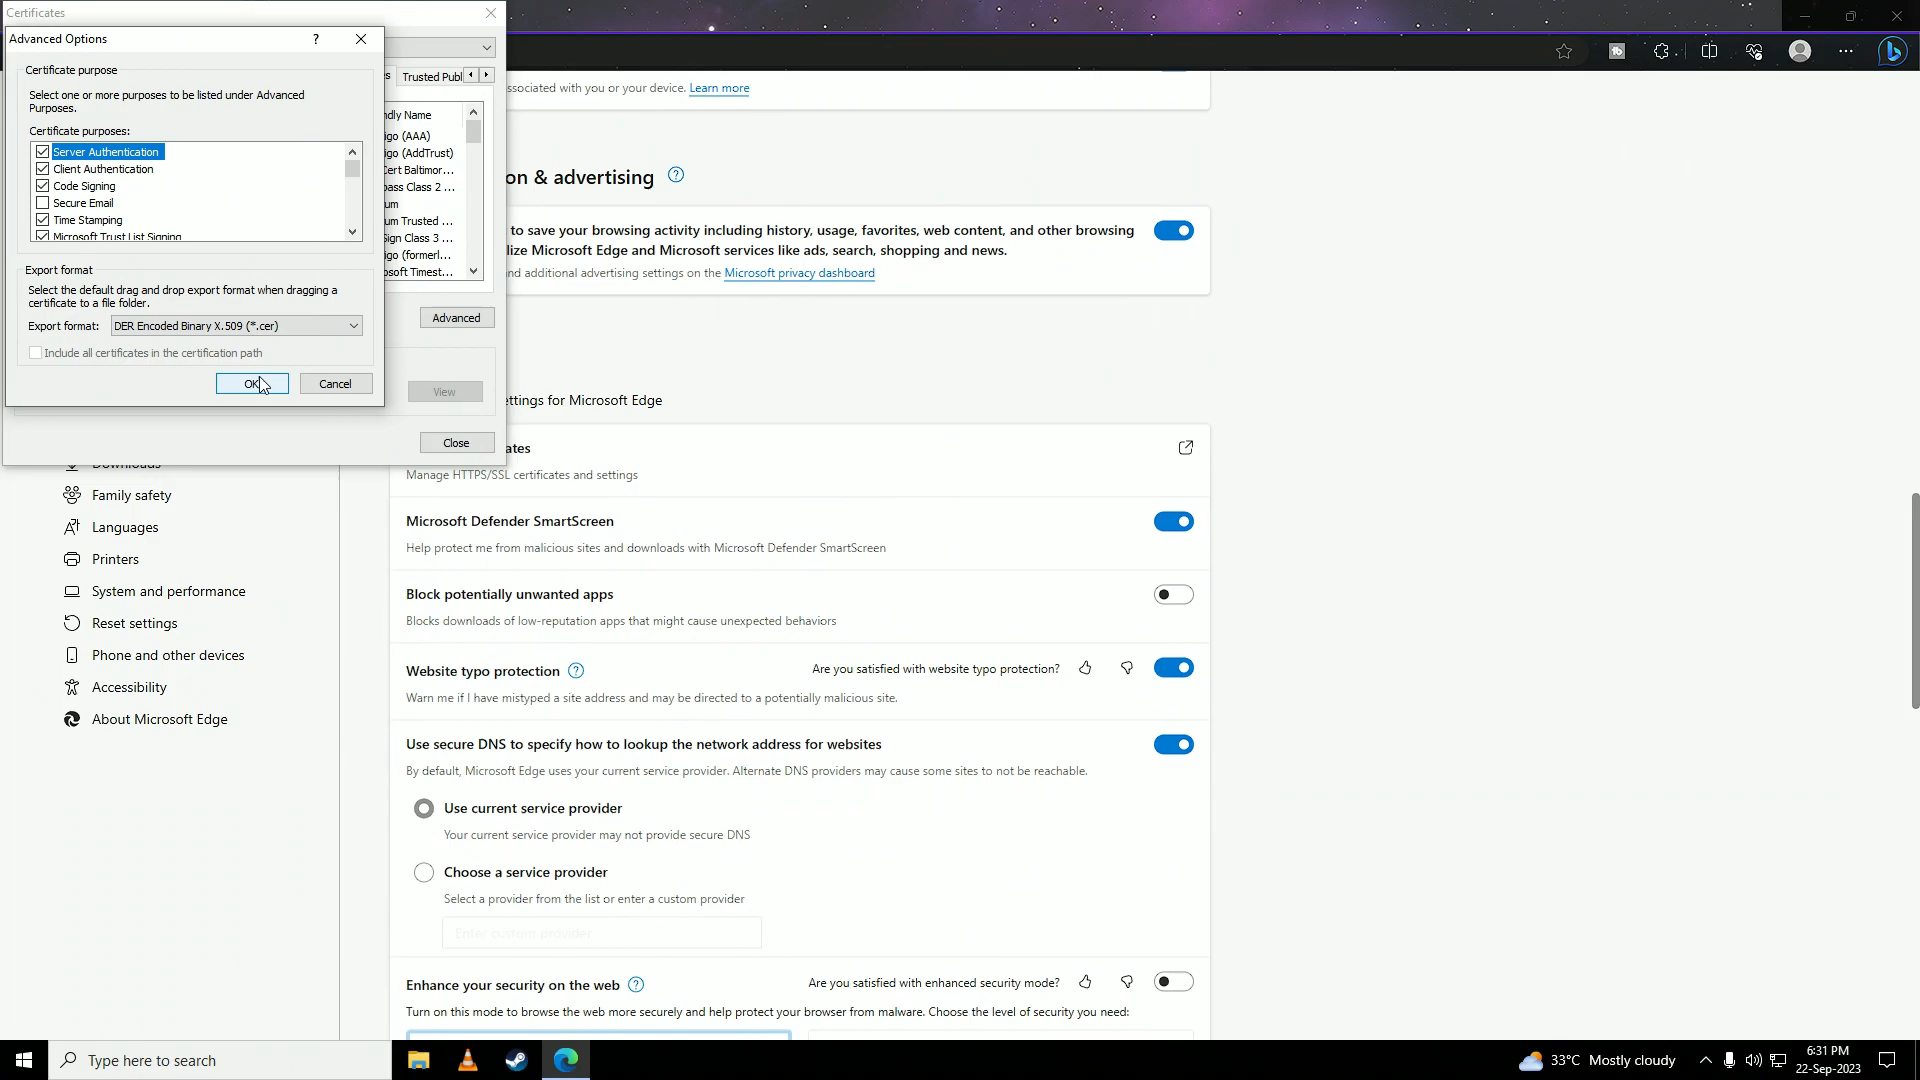 Certificates
Advanced Options
?
Certificate purpose
Select one or more purposes to be listed under Advanced
Purposes.
Certificate purposes:
Server Authentication
Client Authentication
Code Signing
Secure Email
Time Stamping
Microsoft Trust List Signing
Export format
Select the default drag and drop export format when dragging a
certificate to a file folder.
Export format: DER Encoded Binary X.509 (*.cer)
Include all certificates in the certification path
OK Cancel
s Trusted Publ
dly Name
igo (AAA)
igo (AddTrust)
Cert Baltimor...
pass Class 2 ...
um
um Trusted ...
Sign Class 3 ...
igo (formerl...
osoft Timest...
Advanced
View
Close
ssociated with you or your device. Learn more
on & advertising
to save your browsing activity including history, usage, favorites, web content, and other browsing
lize Microsoft Edge and Microsoft services like ads, search, shopping and news.
and additional advertising settings on the Microsoft privacy dashboard
ettings for Microsoft Edge
ates
Manage HTTPS/SSL certificates and settings
Microsoft Defender SmartScreen
Help protect me from malicious sites and downloads with Microsoft Defender SmartScreen
Block potentially unwanted apps
Blocks downloads of low-reputation apps that might cause unexpected behaviors
Website typo protection ? Are you satisfied with website typo protection?
Warn me if I have mistyped a site address and may be directed to a potentially malicious site.
Use secure DNS to specify how to lookup the network address for websites
By default, Microsoft Edge uses your current service provider. Alternate DNS providers may cause some sites to not be reachable.
Use current service provider
Your current service provider may not provide secure DNS
Choose a service provider
Select a provider from the list or enter a custom provider
Enter custom provider
Enhance your security on the web ? Are you satisfied with enhanced security mode?
Turn on this mode to browse the web more securely and help protect your browser from malware. Choose the level of security you need:
Downloads
Family safety
Languages
Printers
System and performance
Reset settings
Phone and other devices
Accessibility
About Microsoft Edge
Type here to search
33°C Mostly cloudy
6:31 PM
22-Sep-2023